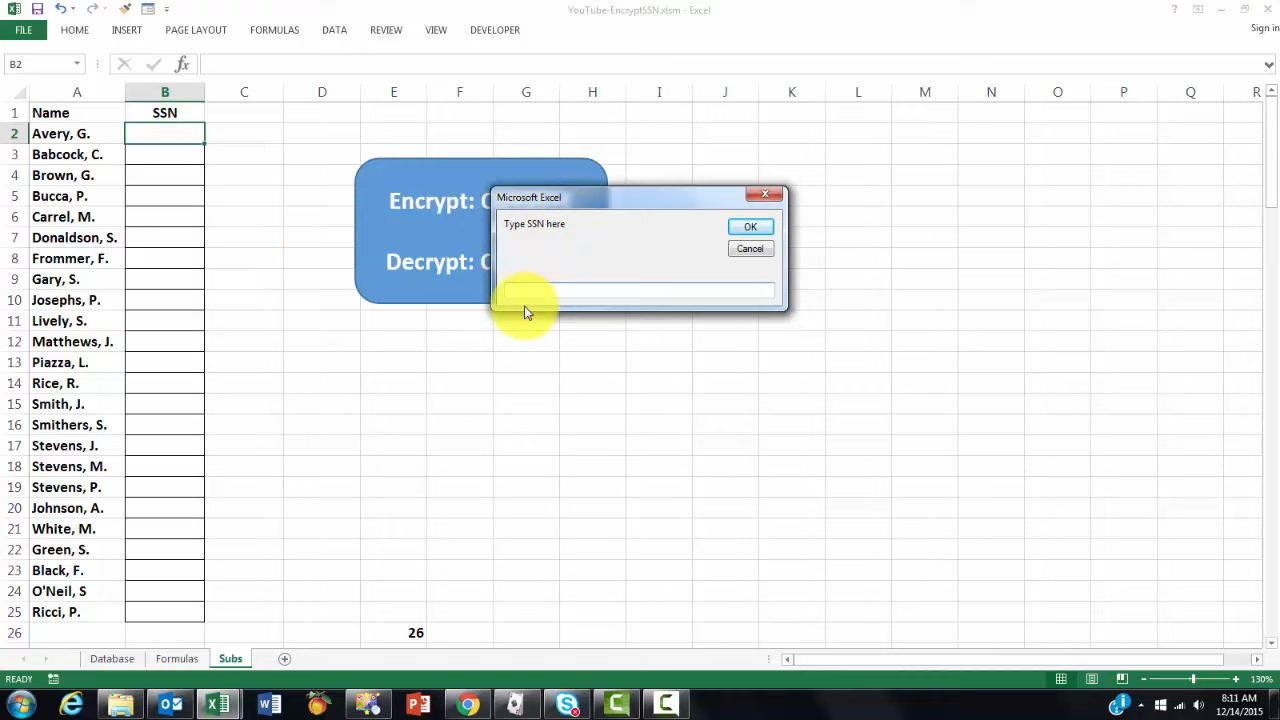 YouTube-EncryptSSN.xlsm - Excel
FILE HOME INSERT PAGE LAYOUT FORMULAS DATA REVIEW VIEW DEVELOPER Sign in
B2 fx
A B C D E F G H I J K L M N O P Q R
1 Name SSN
2 Avery, G.
3 Babcock, C.
4 Brown, G.
5 Bucca, P.
6 Carrel, M.
7 Donaldson, S.
8 Frommer, F.
9 Gary, S.
10 Josephs, P.
11 Lively, S.
12 Matthews, J.
13 Piazza, L.
14 Rice, R.
15 Smith, J.
16 Smithers, S.
17 Stevens, J.
18 Stevens, M.
19 Stevens, P.
20 Johnson, A.
21 White, M.
22 Green, S.
23 Black, F.
24 O'Neil, S
25 Ricci, P.
26 26
Encrypt: C
Decrypt: C
Microsoft Excel
Type SSN here
OK
Cancel
Database Formulas Subs
READY 130%
8:11 AM
12/14/2015